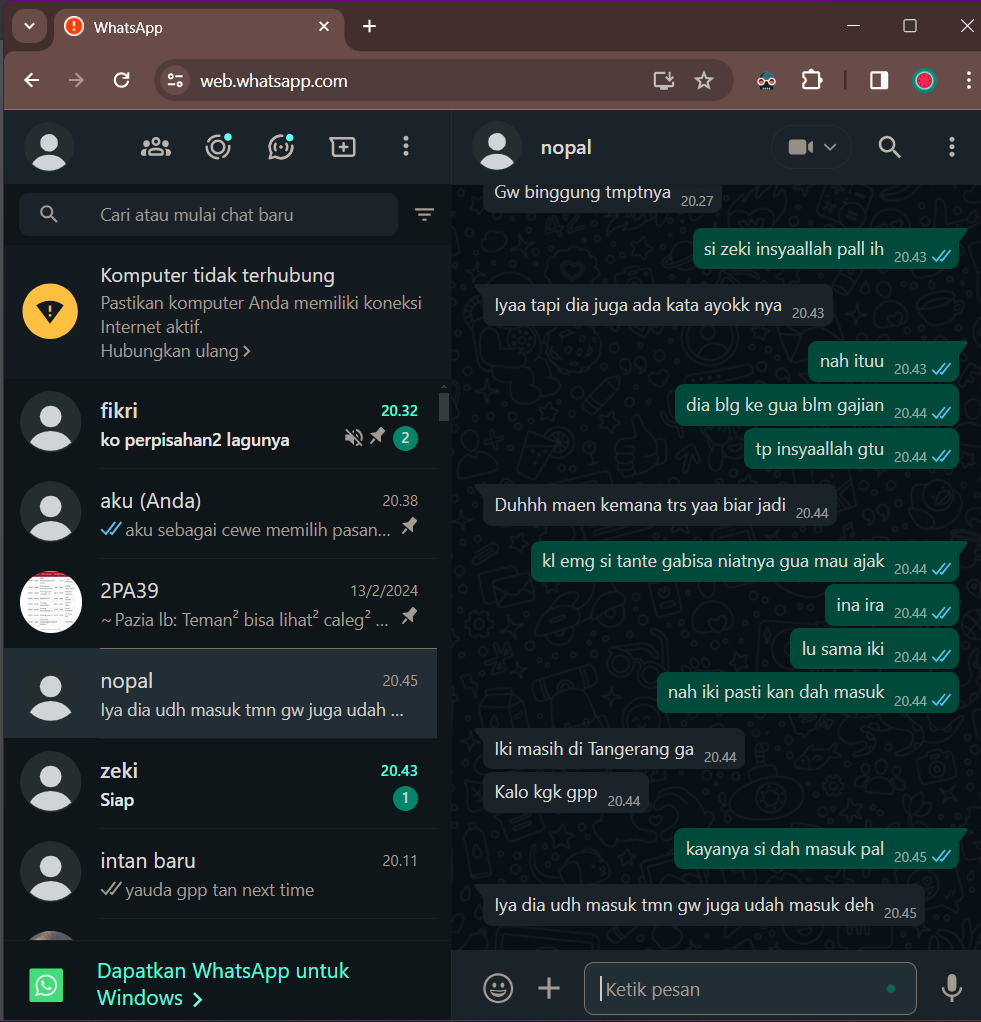 WhatsApp
web.whatsapp.com
Cari atau mulai chat baru
Komputer tidak terhubung
Pastikan komputer Anda memiliki koneksi
Internet aktif.
Hubungkan ulang
fikri
20.32
ko perpisahan2 lagunya
2
aku (Anda)
20.38
aku sebagai cewe memilih pasan...
2PA39
13/2/2024
~ Pazia lb: Teman² bisa lihat² caleg² ...
nopal
20.45
Iya dia udh masuk tmn gw juga udah ...
zeki
20.43
Siap
1
intan baru
20.11
yauda gpp tan next time
Dapatkan WhatsApp untuk
Windows
nopal
Gw binggung tmptnya 20.27
si zeki insyaallah pall ih 20.43
Iyaa tapi dia juga ada kata ayokk nya 20.43
nah ituu 20.43
dia blg ke gua blm gajian 20.44
tp insyaallah gtu 20.44
Duhhh maen kemana trs yaa biar jadi 20.44
kl emg si tante gabisa niatnya gua mau ajak 20.44
ina ira 20.44
lu sama iki 20.44
nah iki pasti kan dah masuk 20.44
Iki masih di Tangerang ga 20.44
Kalo kgk gpp 20.44
kayanya si dah masuk pal 20.45
Iya dia udh masuk tmn gw juga udah masuk deh 20.45
Ketik pesan